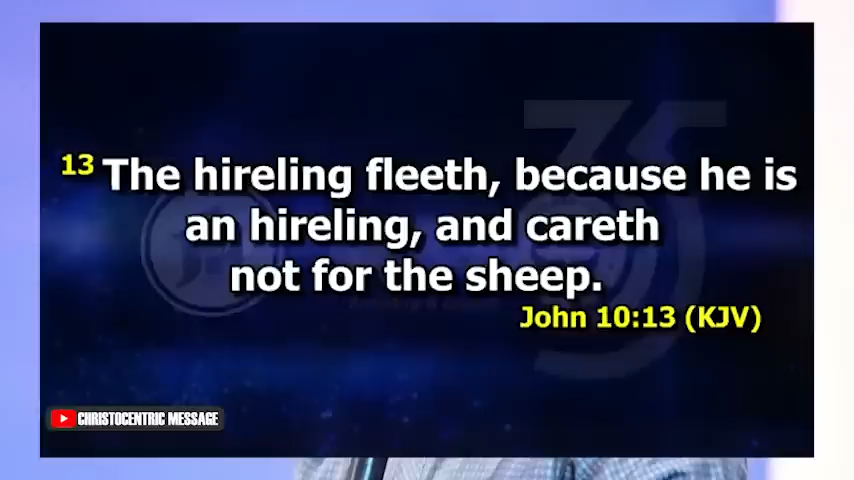 13 The hireling fleeth, because he is
an hireling, and careth
not for the sheep.
John 10:13 (KJV)
35
CHRISTOCENTRIC MESSAGE